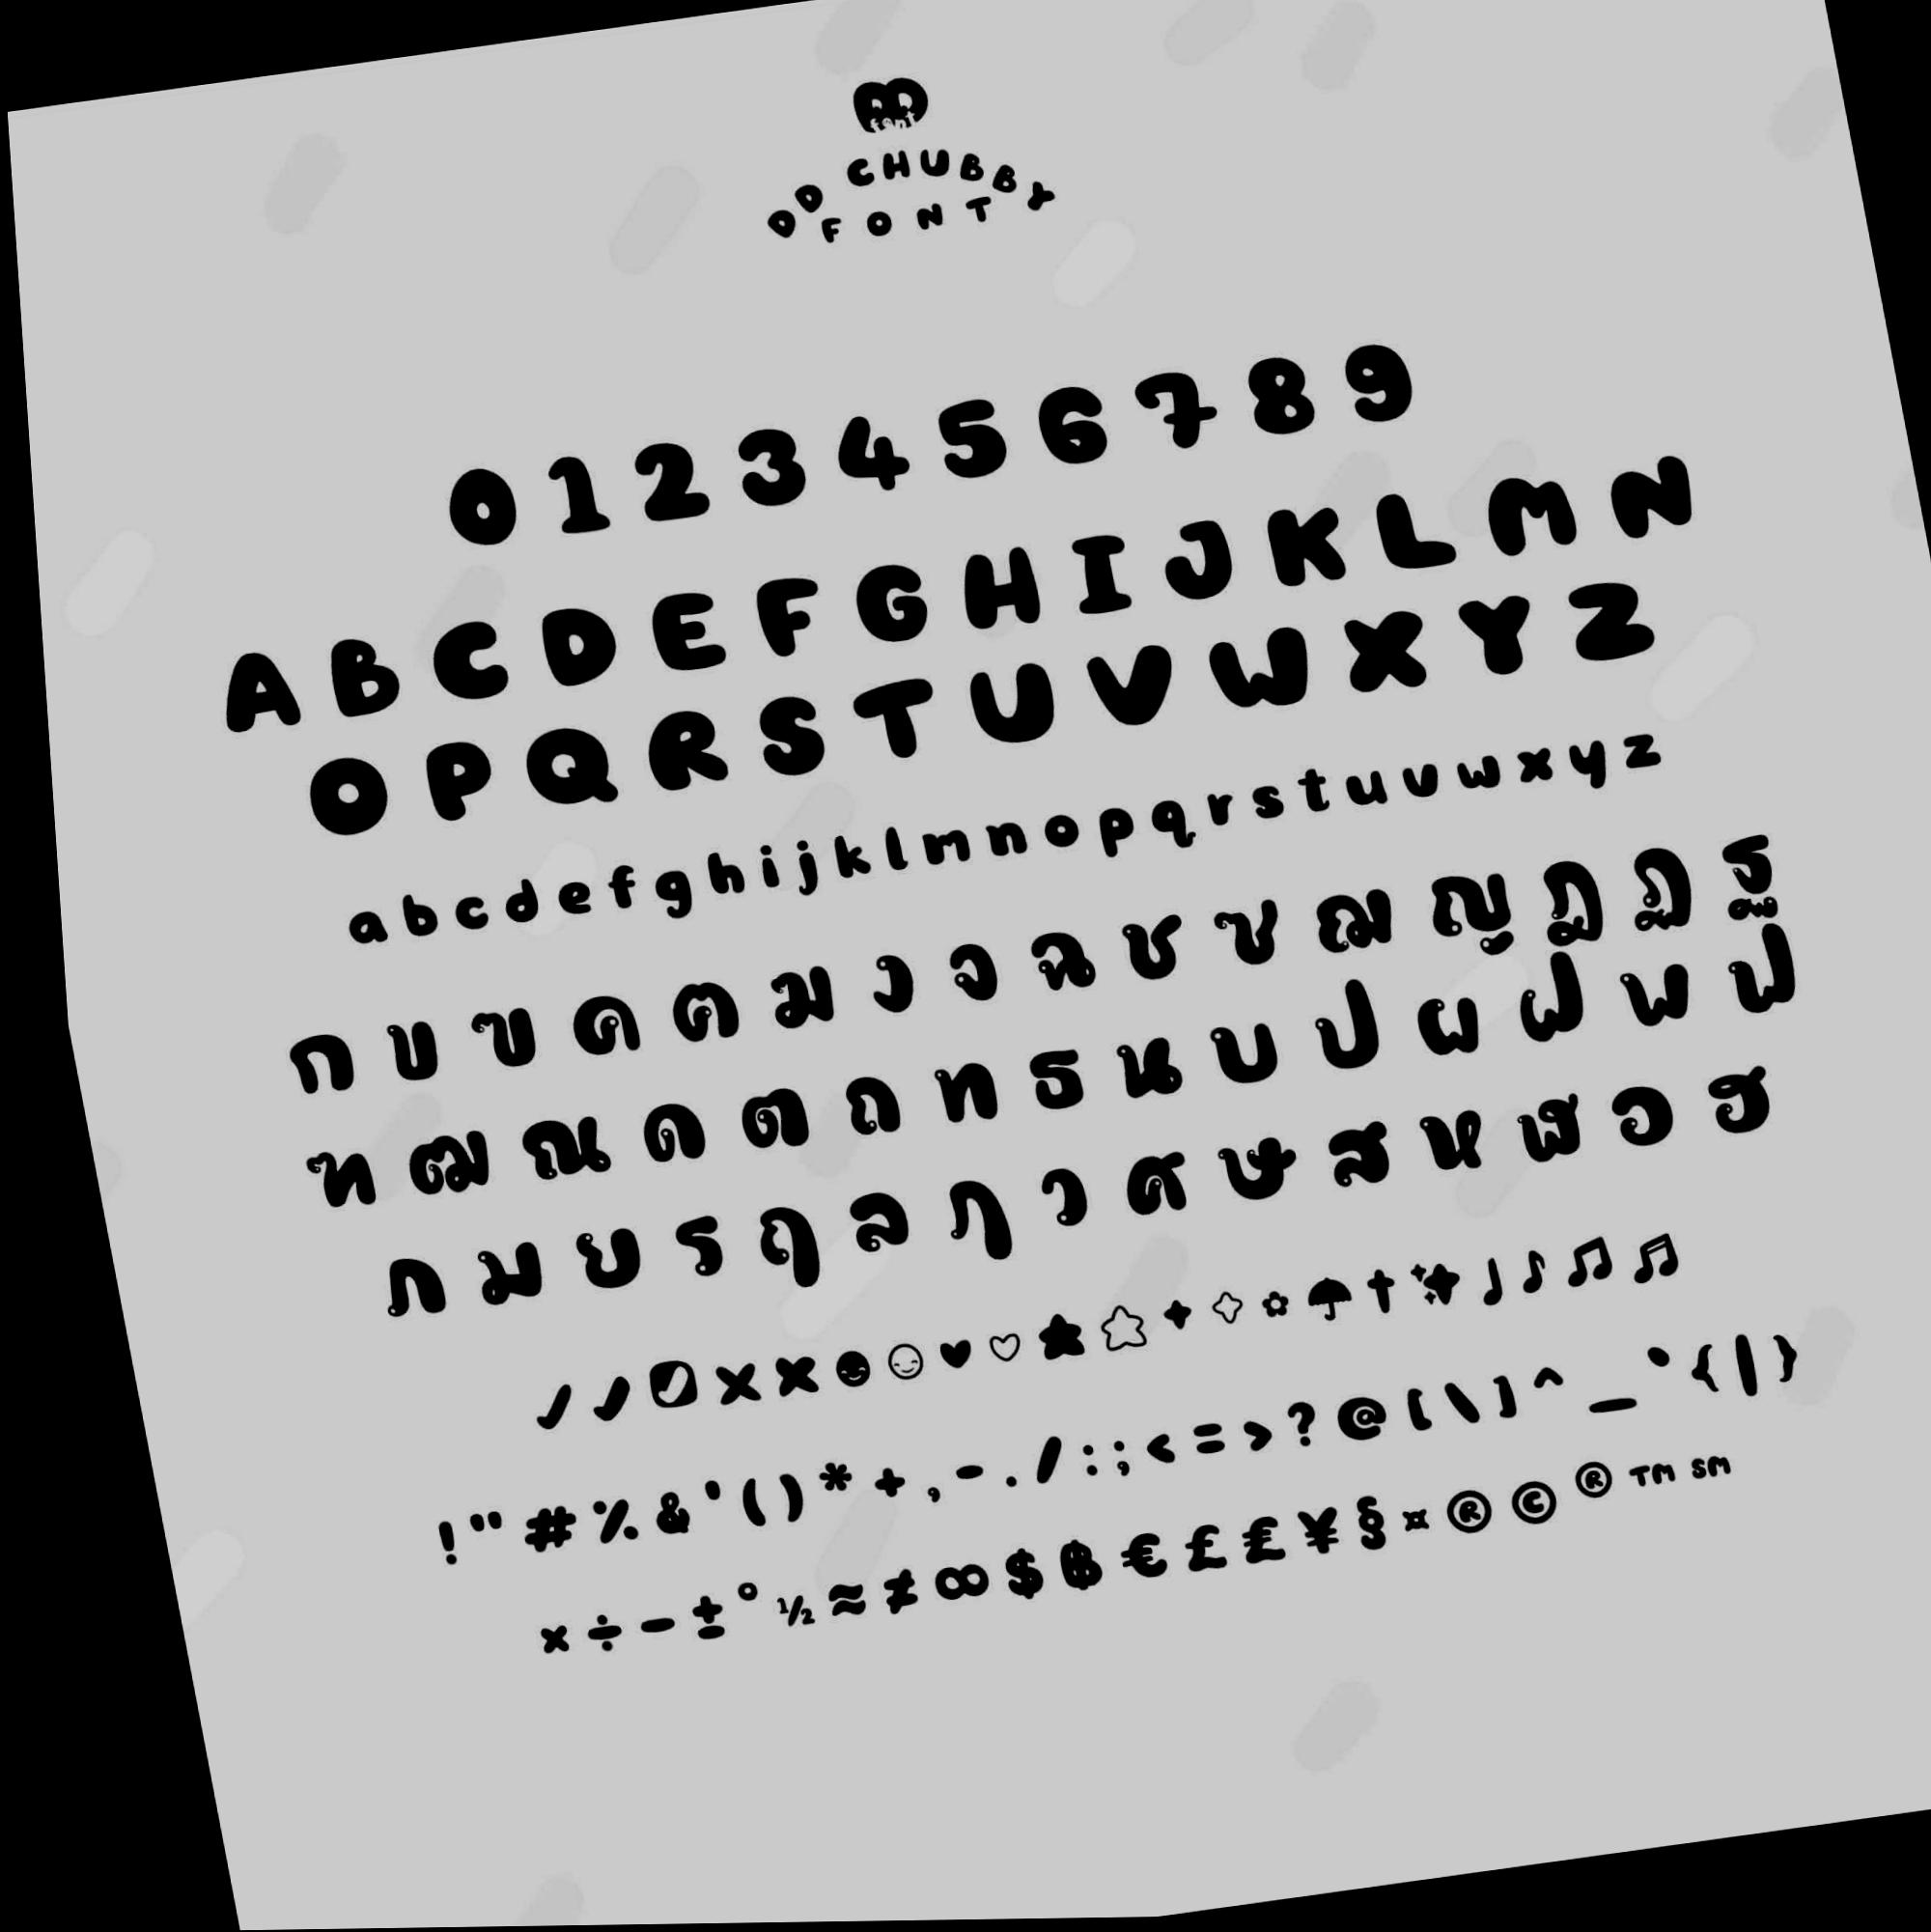 DD font
DD CHUBBY
FONT
0 1 2 3 4 5 6 7 8 9
A B C D E F G H I J K L M N
O P Q R S T U V W X Y Z
a b c d e f g h i j k l m n o p q r s t u v w x y z
ก ข ฃ ค ฅ ฆ ง จ ฉ ช ซ ฌ ญ ฎ ฏ ฐ
ฑ ฒ ณ ด ต ถ ท ธ น บ ป ผ ฝ พ ฟ
ภ ม ย ร ฤ ล ฦ ว ศ ษ ส ห ฬ อ ฮ
! " # % & ' ( ) * + , - . / : ; < = > ? @ [ \ ] ^ _ ` { | }
× ÷ - ± ° ½ ≈ ≠ ∞ $ ฿ € £ ₤ ¥ § ¤ ® © ® TM SM